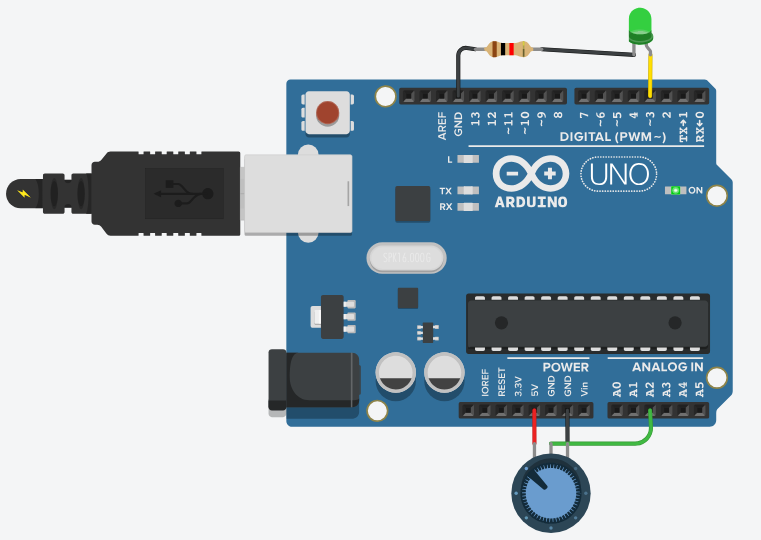 AREF
GND
13
12
~11
~10
~9
8
7
~6
~5
4
~3
2
TX→1
RX←0
DIGITAL (PWM~)
L
TX
RX
UNO
ARDUINO
ON
POWER
ANALOG IN
IOREF
RESET
3.3V
5V
GND
GND
Vin
A0
A1
A2
A3
A4
A5